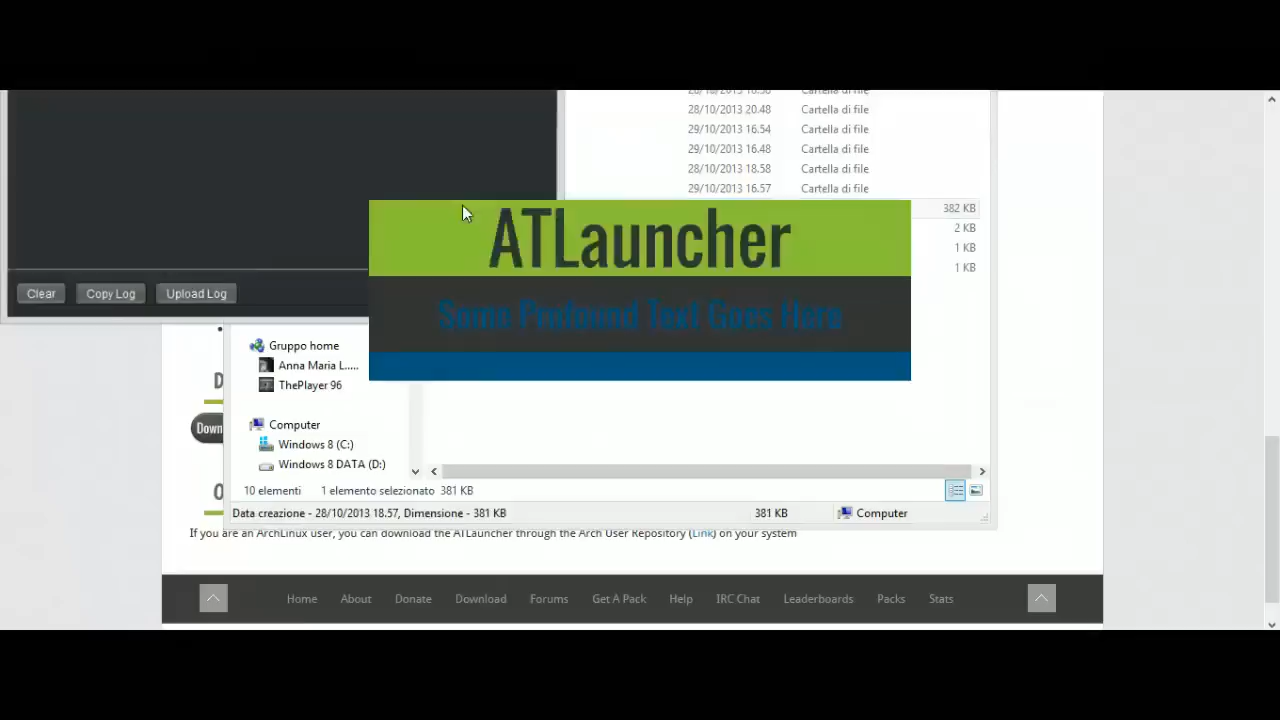 Cartella di file
28/10/2013 20.48 Cartella di file
29/10/2013 16.54 Cartella di file
29/10/2013 16.48 Cartella di file
28/10/2013 18.58 Cartella di file
29/10/2013 16.57 Cartella di file
382 KB
2 KB
1 KB
1 KB
ATLauncher
Some Profound Text Goes Here
Clear Copy Log Upload Log
Gruppo home
Anna Maria L.....
ThePlayer 96
Computer
Windows 8 (C:)
Windows 8 DATA (D:)
D
Down
O
10 elementi 1 elemento selezionato 381 KB
Data creazione - 28/10/2013 18.57, Dimensione - 381 KB 381 KB Computer
If you are an ArchLinux user, you can download the ATLauncher through the Arch User Repository (Link) on your system
Home About Donate Download Forums Get A Pack Help IRC Chat Leaderboards Packs Stats